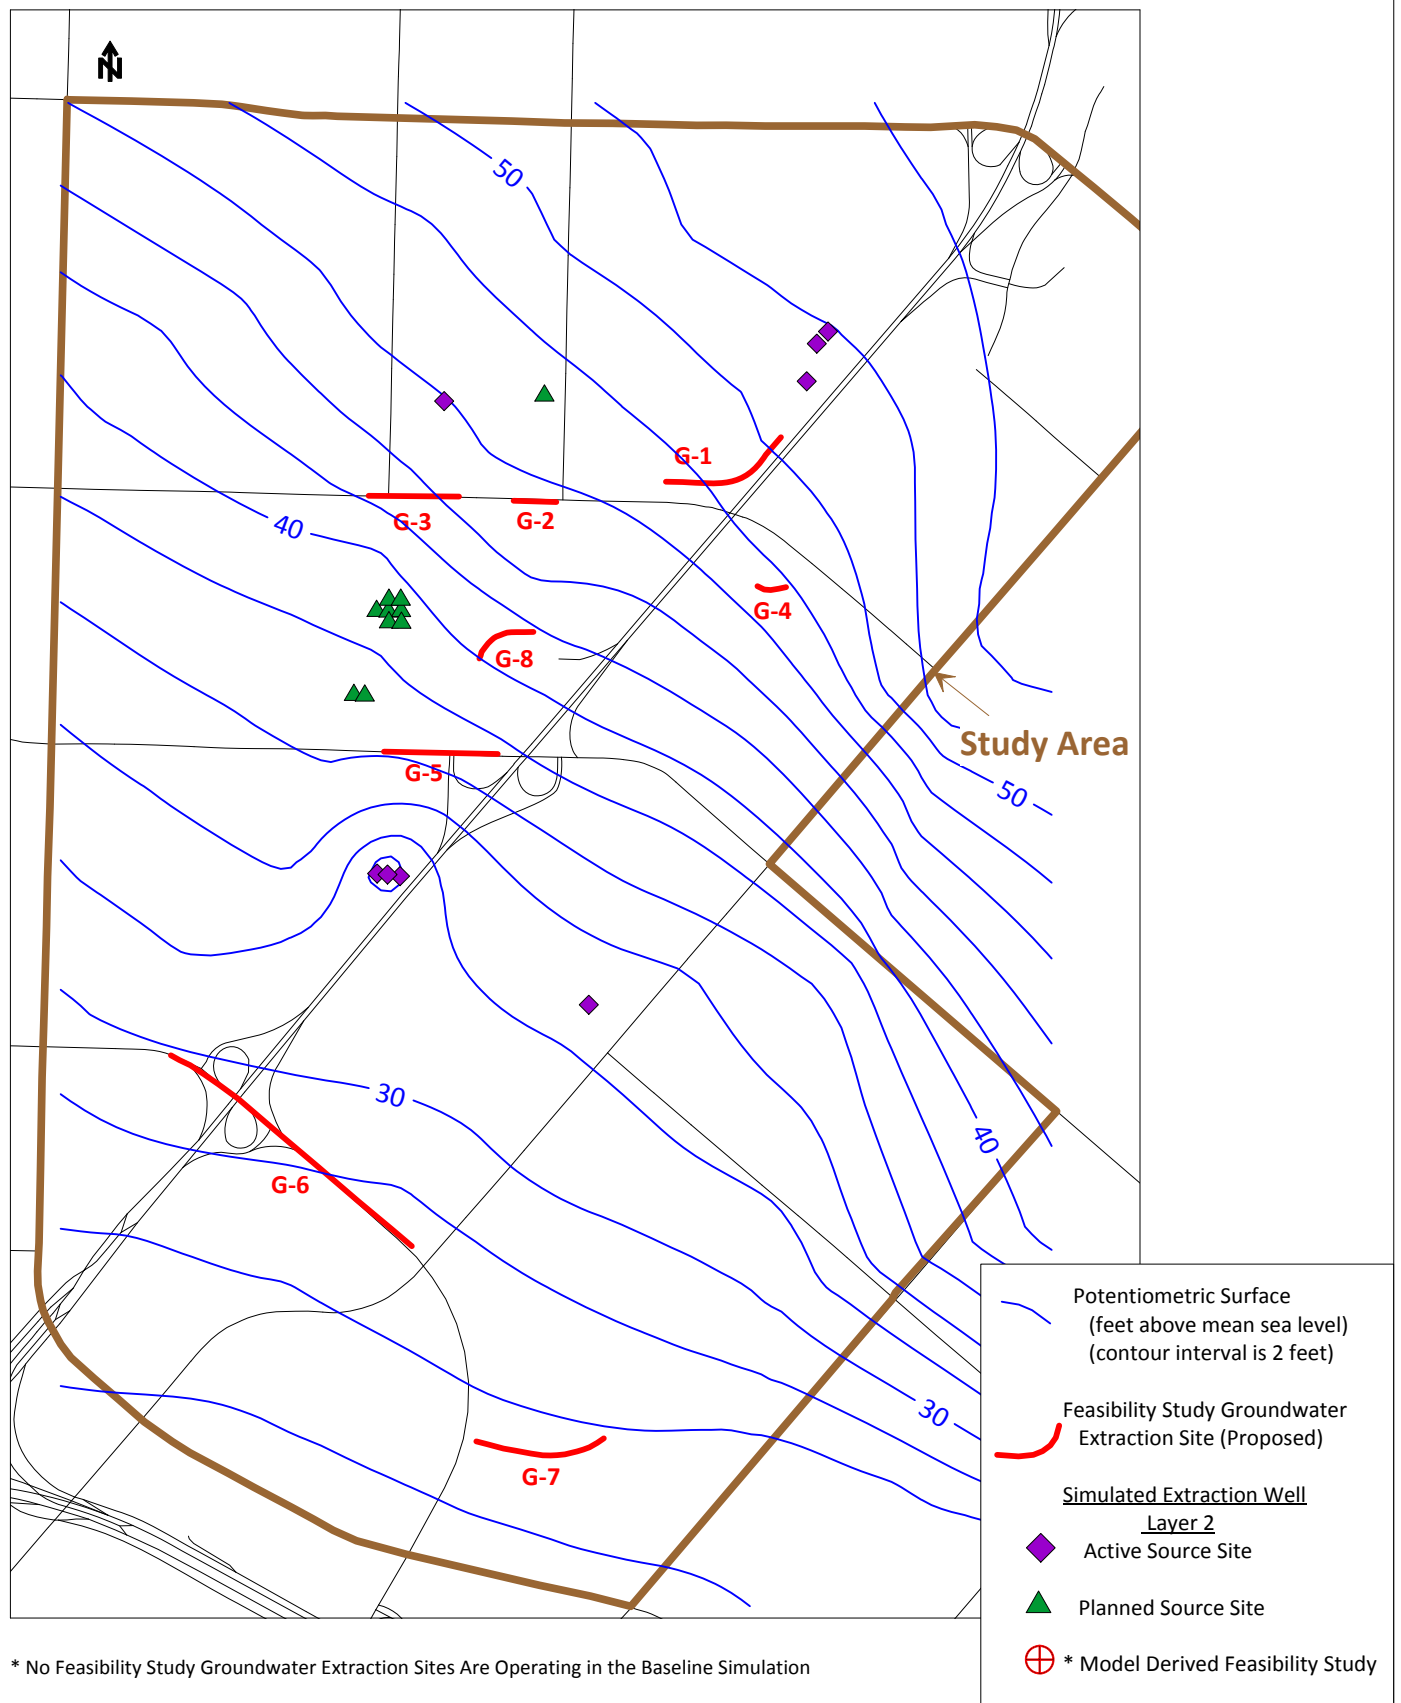 N
50
G-1
G-3
G-2
40
G-4
G-8
Study Area
G-5
50
30
40
G-6
30
G-7
Potentiometric Surface
(feet above mean sea level)
(contour interval is 2 feet)
Feasibility Study Groundwater
Extraction Site (Proposed)
Simulated Extraction Well
Layer 2
Active Source Site
Planned Source Site
* Model Derived Feasibility Study
* No Feasibility Study Groundwater Extraction Sites Are Operating in the Baseline Simulation